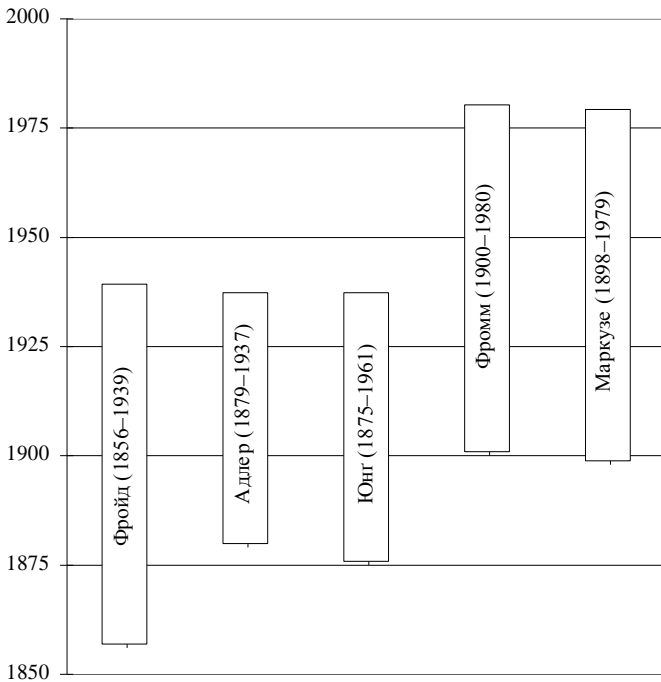 2000
1975
1950
1925
1900
1875
1850
Фройд (1856–1939)
Адлер (1879–1937)
Юнг (1875–1961)
Фромм (1900–1980)
Маркузе (1898–1979)